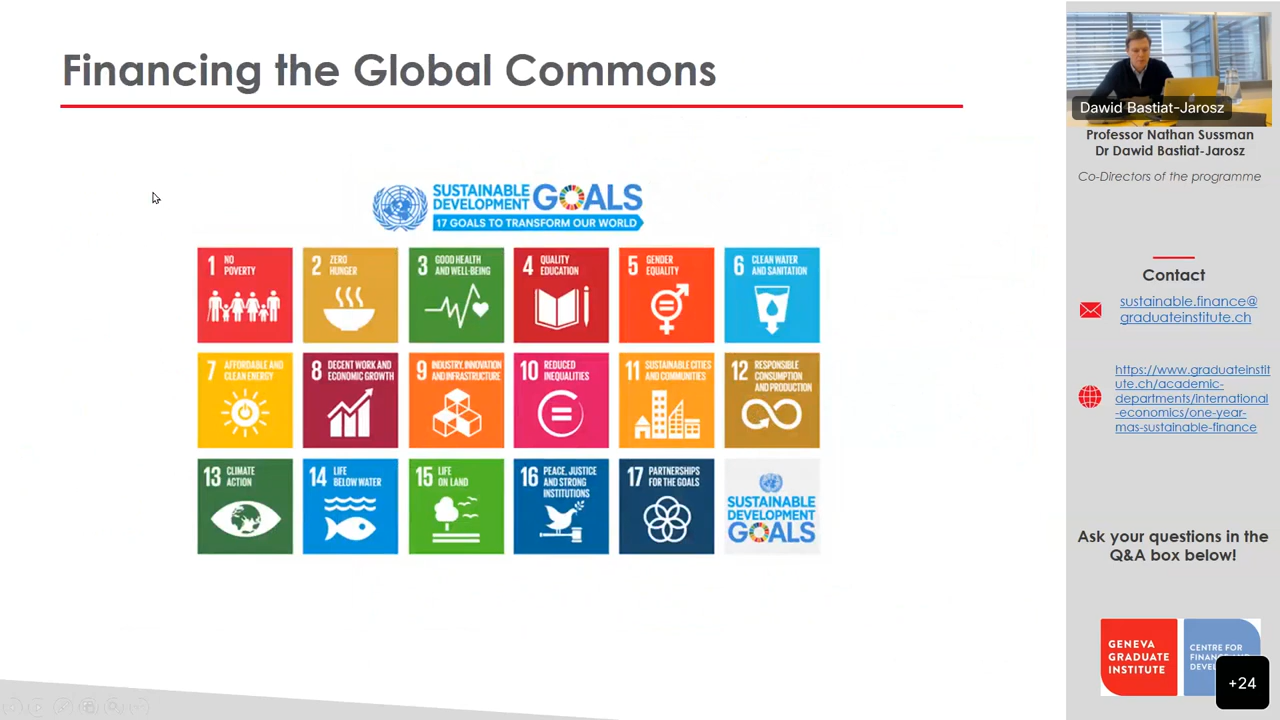 Financing the Global Commons
SUSTAINABLE
DEVELOPMENT
GOALS
17 GOALS TO TRANSFORM OUR WORLD
1 NO
POVERTY
2 ZERO
HUNGER
3 GOOD HEALTH
AND WELL-BEING
4 QUALITY
EDUCATION
5 GENDER
EQUALITY
6 CLEAN WATER
AND SANITATION
7 AFFORDABLE AND
CLEAN ENERGY
8 DECENT WORK AND
ECONOMIC GROWTH
9 INDUSTRY, INNOVATION
AND INFRASTRUCTURE
10 REDUCED
INEQUALITIES
11 SUSTAINABLE CITIES
AND COMMUNITIES
12 RESPONSIBLE
CONSUMPTION
AND PRODUCTION
13 CLIMATE
ACTION
14 LIFE
BELOW WATER
15 LIFE
ON LAND
16 PEACE, JUSTICE
AND STRONG
INSTITUTIONS
17 PARTNERSHIPS
FOR THE GOALS
SUSTAINABLE
DEVELOPMENT
GOALS
Dawid Bastiat-Jarosz
Professor Nathan Sussman
Dr Dawid Bastiat-Jarosz
Co-Directors of the programme
Contact
sustainable.finance@
graduateinstitute.ch
https://www.graduateinstit
ute.ch/academic-
departments/international
-economics/one-year-
mas-sustainable-finance
Ask your questions in the
Q&A box below!
GENEVA
GRADUATE
INSTITUTE
CENTRE FOR
+24